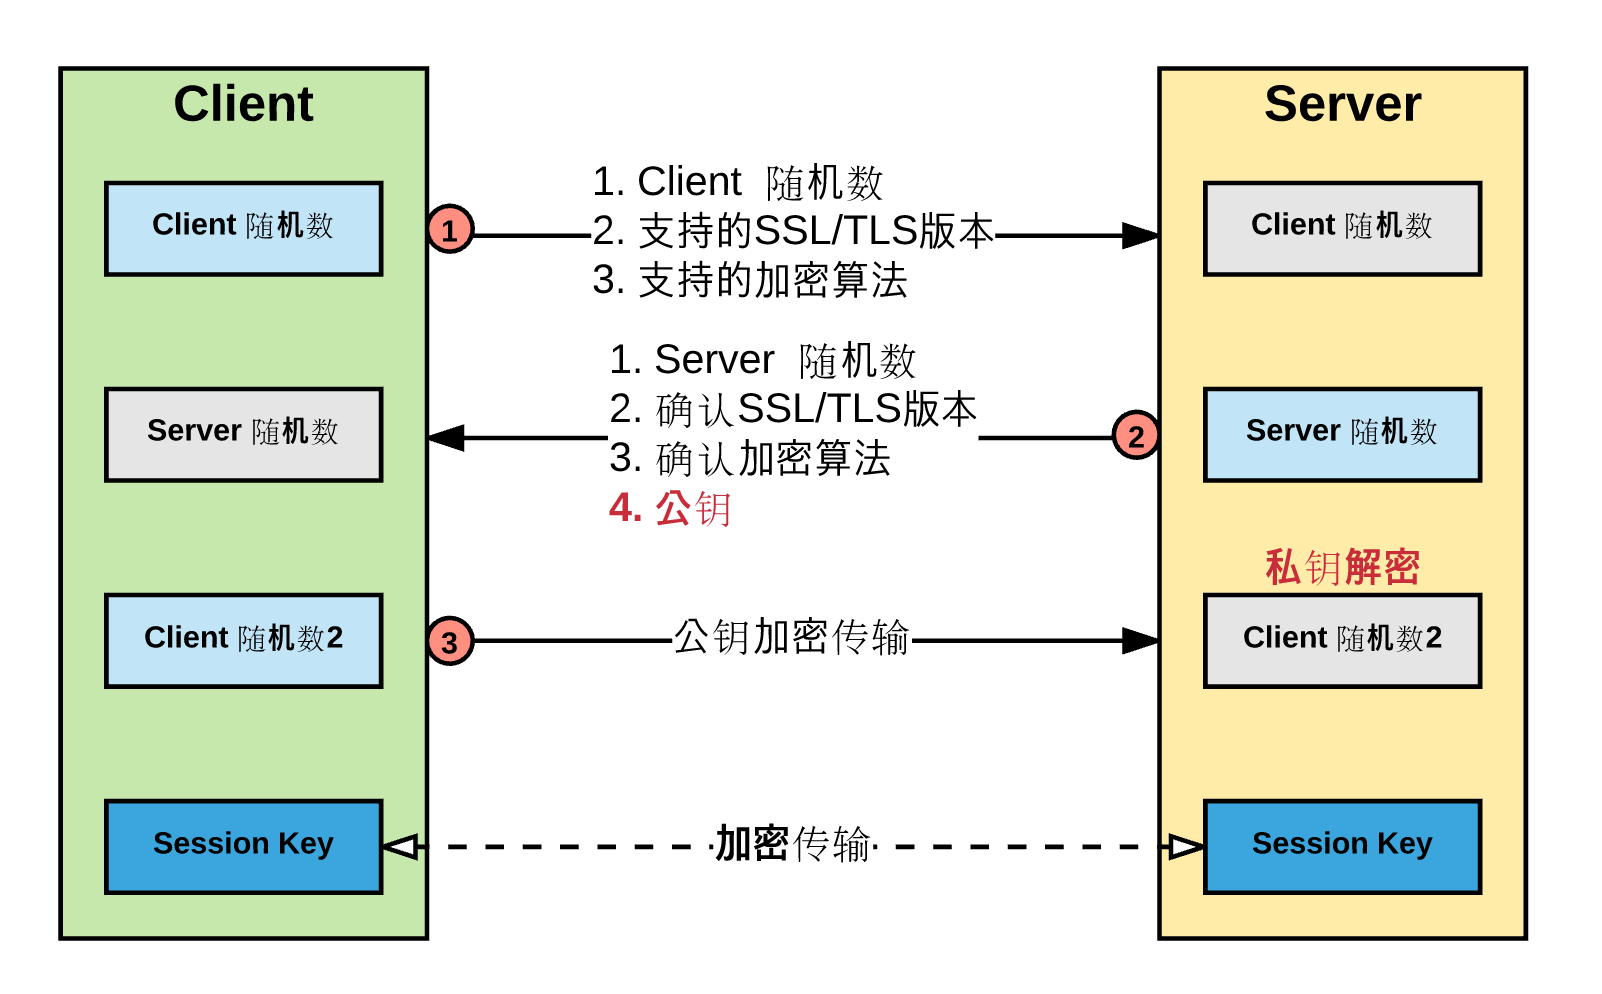 Client
Server
Client 随机数
1
1. Client 随机数
2. 支持的SSL/TLS版本
3. 支持的加密算法
Client 随机数
Server 随机数
1. Server 随机数
2. 确认SSL/TLS版本
3. 确认加密算法
4. 公钥
2
Server 随机数
私钥解密
Client 随机数2
3
公钥加密传输
Client 随机数2
Session Key
加密传输
Session Key